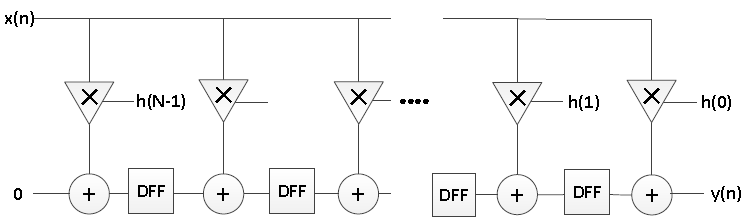 x(n)
× h(N-1) × × •••• × h(1) × h(0)
0 + DFF + DFF + DFF + DFF + y(n)